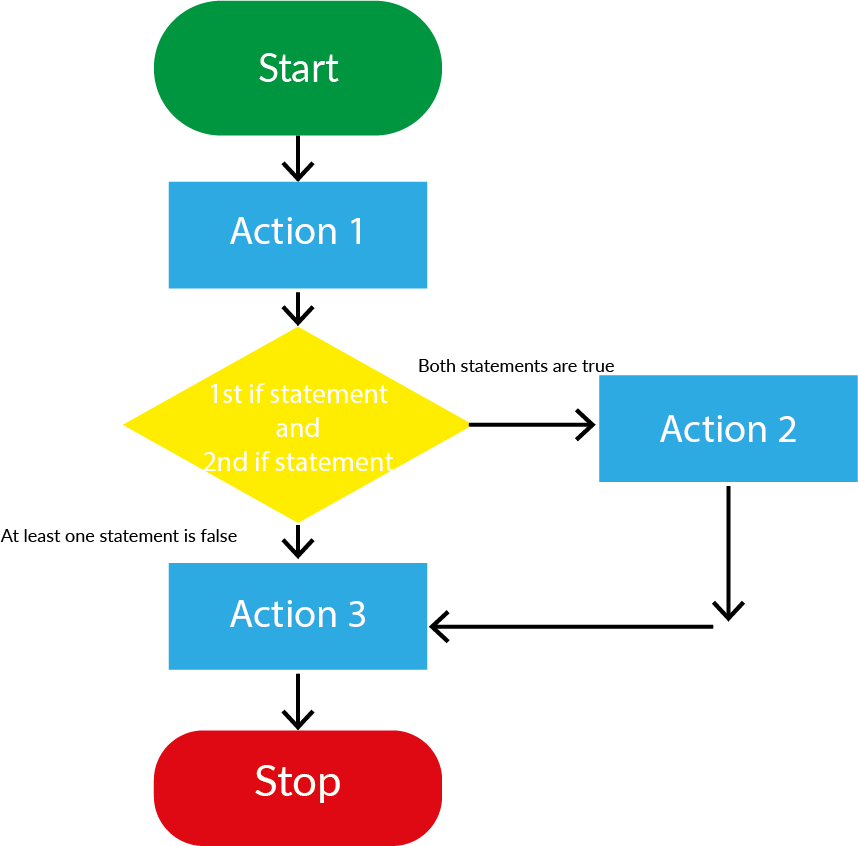 Start
Action 1
Both statements are true
1st if statement
and
2nd if statement
Action 2
At least one statement is false
Action 3
Stop